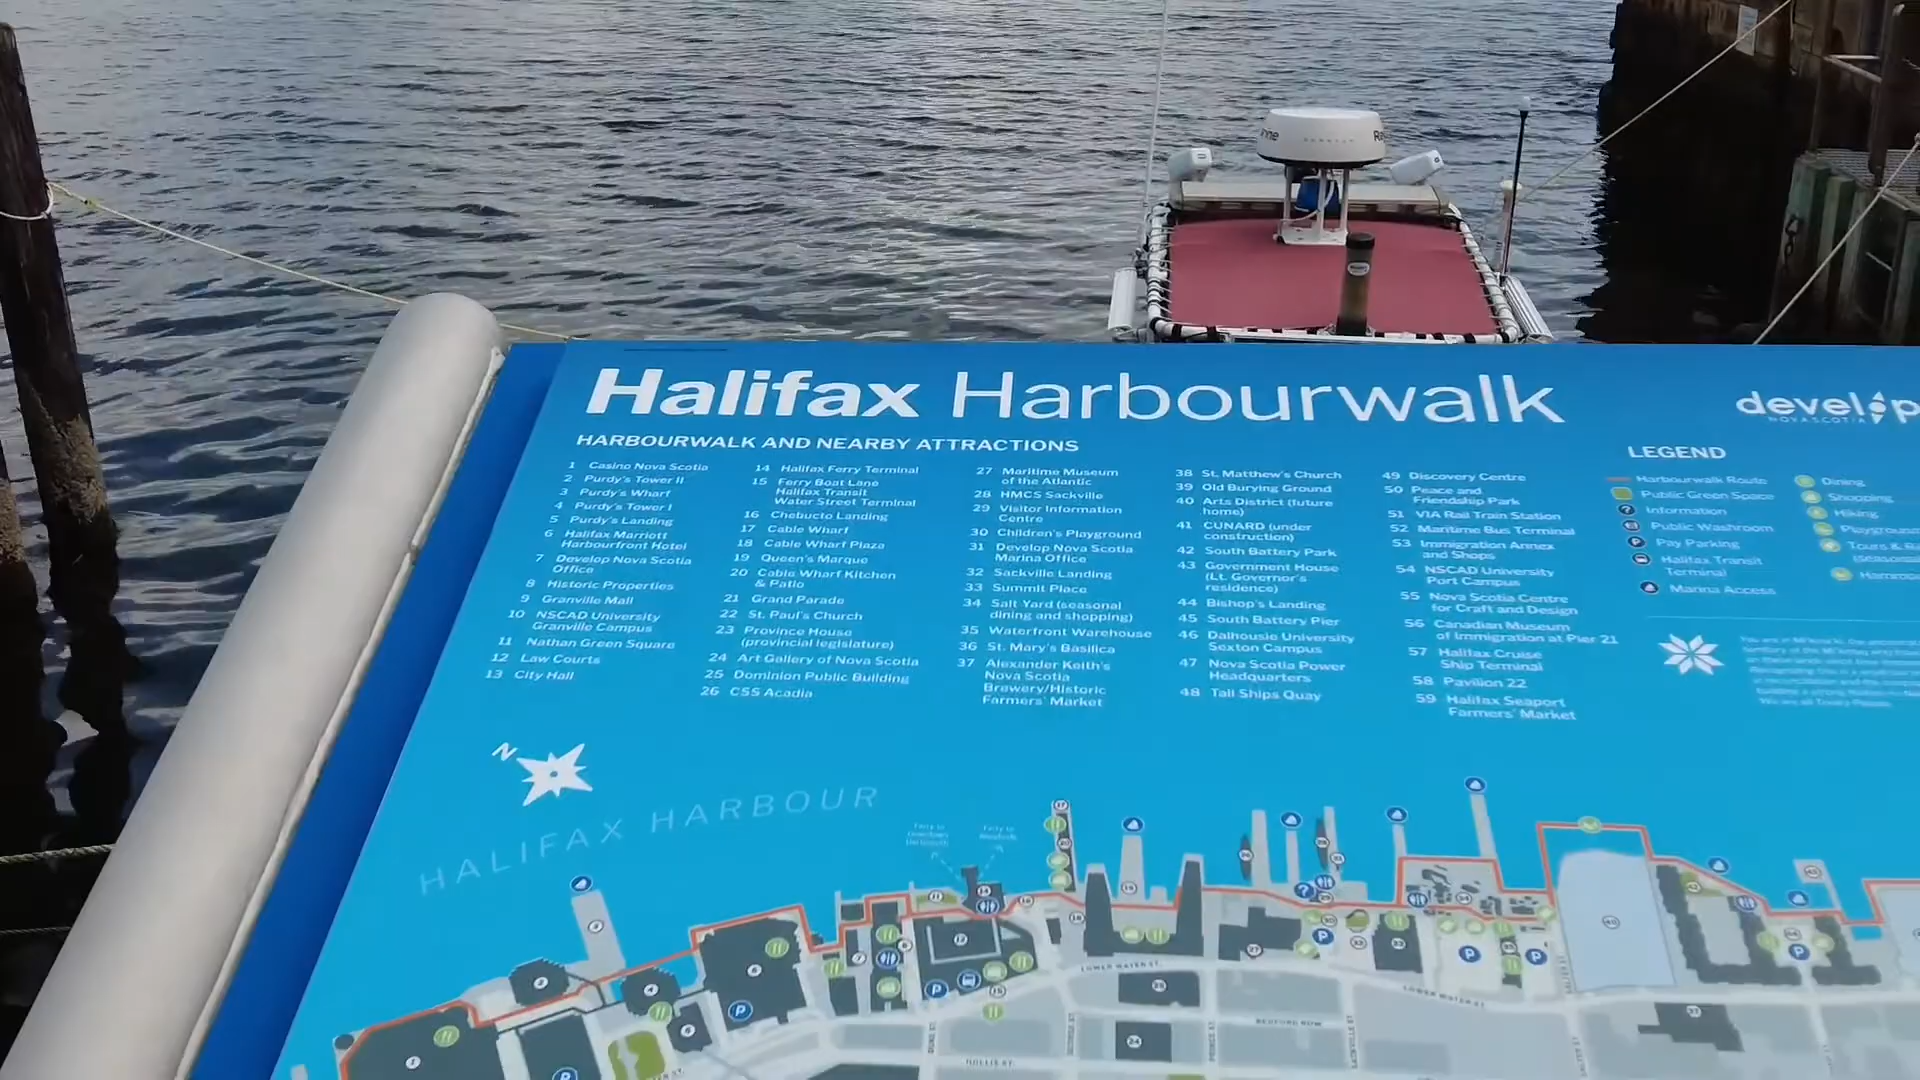 Halifax Harbourwalk
HARBOURWALK AND NEARBY ATTRACTIONS
1 Casino Nova Scotia
2 Purdy's Tower II
3 Purdy's Wharf
4 Purdy's Tower I
5 Purdy's Landing
6 Halifax Marriott
Harbourfront Hotel
7 Develop Nova Scotia
Office
8 Historic Properties
9 Granville Mall
10 NSCAD University
Granville Campus
11 Nathan Green Square
12 Law Courts
13 City Hall
14 Halifax Ferry Terminal
15 Ferry Boat Lane
Halifax Transit
Water Street Terminal
16 Chebucto Landing
17 Cable Wharf
18 Cable Wharf Plaza
19 Queen's Marque
20 Cable Wharf Kitchen
& Patio
21 Grand Parade
22 St. Paul's Church
23 Province House
(provincial legislature)
24 Art Gallery of Nova Scotia
25 Dominion Public Building
26 CSS Acadia
27 Maritime Museum
of the Atlantic
28 HMCS Sackville
29 Visitor Information
Centre
30 Children's Playground
31 Develop Nova Scotia
Marina Office
32 Sackville Landing
33 Summit Place
34 Salt Yard (seasonal
dining and shopping)
35 Waterfront Warehouse
36 St. Mary's Basilica
37 Alexander Keith's
Nova Scotia
Brewery/Historic
Farmers' Market
38 St. Matthew's Church
39 Old Burying Ground
40 Arts District (future
home)
41 CUNARD (under
construction)
42 South Battery Park
43 Government House
(Lt. Governor's
residence)
44 Bishop's Landing
45 South Battery Pier
46 Dalhousie University
Sexton Campus
47 Nova Scotia Power
Headquarters
48 Tall Ships Quay
49 Discovery Centre
50 Peace and
Friendship Park
51 VIA Rail Train Station
52 Maritime Bus Terminal
53 Immigration Annex
and Shops
54 NSCAD University
Port Campus
55 Nova Scotia Centre
for Craft and Design
56 Canadian Museum
of Immigration at Pier 21
57 Halifax Cruise
Ship Terminal
58 Pavilion 22
59 Halifax Seaport
Farmers' Market
develop
NOVA SCOTIA
LEGEND
Harbourwalk Route
Public Green Space
Information
Public Washroom
Pay Parking
Halifax Transit
Terminal
Marina Access
Dining
Shopping
Hiking
N
HALIFAX HARBOUR
LOWER WATER ST.
LOWER WATER ST.
BEDFORD ROW
HOLLIS ST.